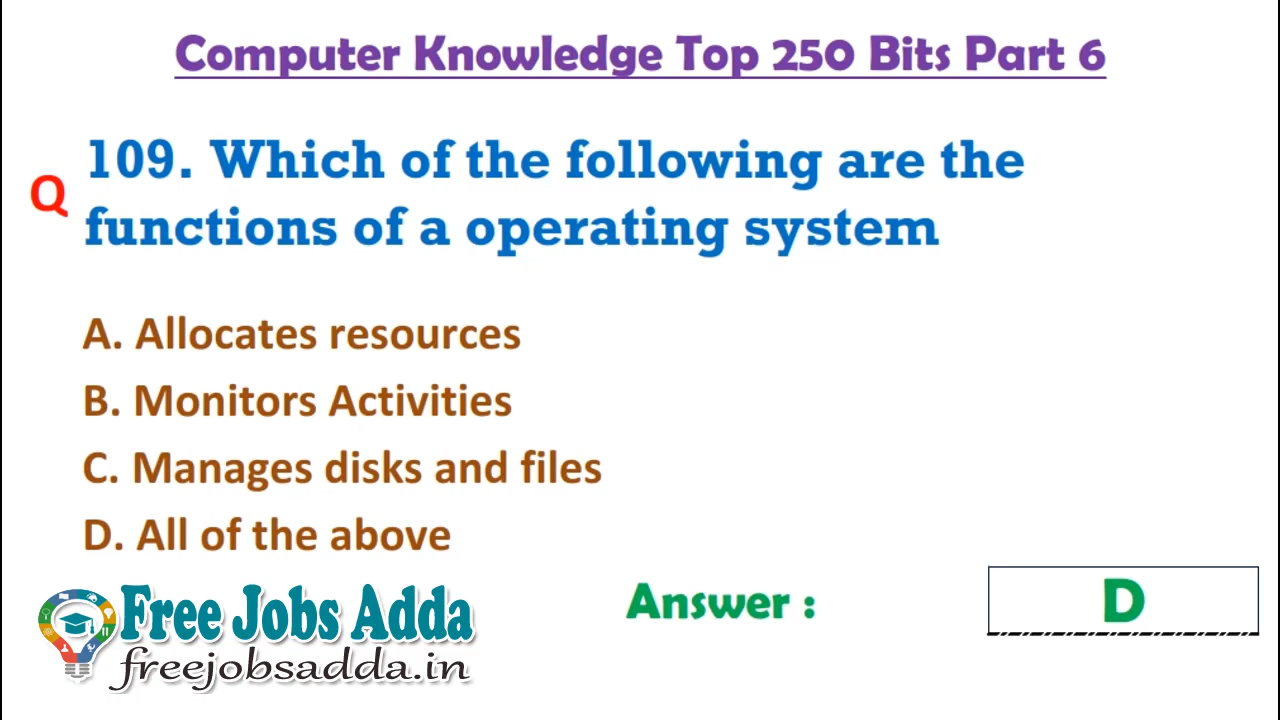 Computer Knowledge Top 250 Bits Part 6
Q
109. Which of the following are the
functions of a operating system
A. Allocates resources
B. Monitors Activities
C. Manages disks and files
D. All of the above
Free Jobs Adda
freejobsadda.in
Answer :
D